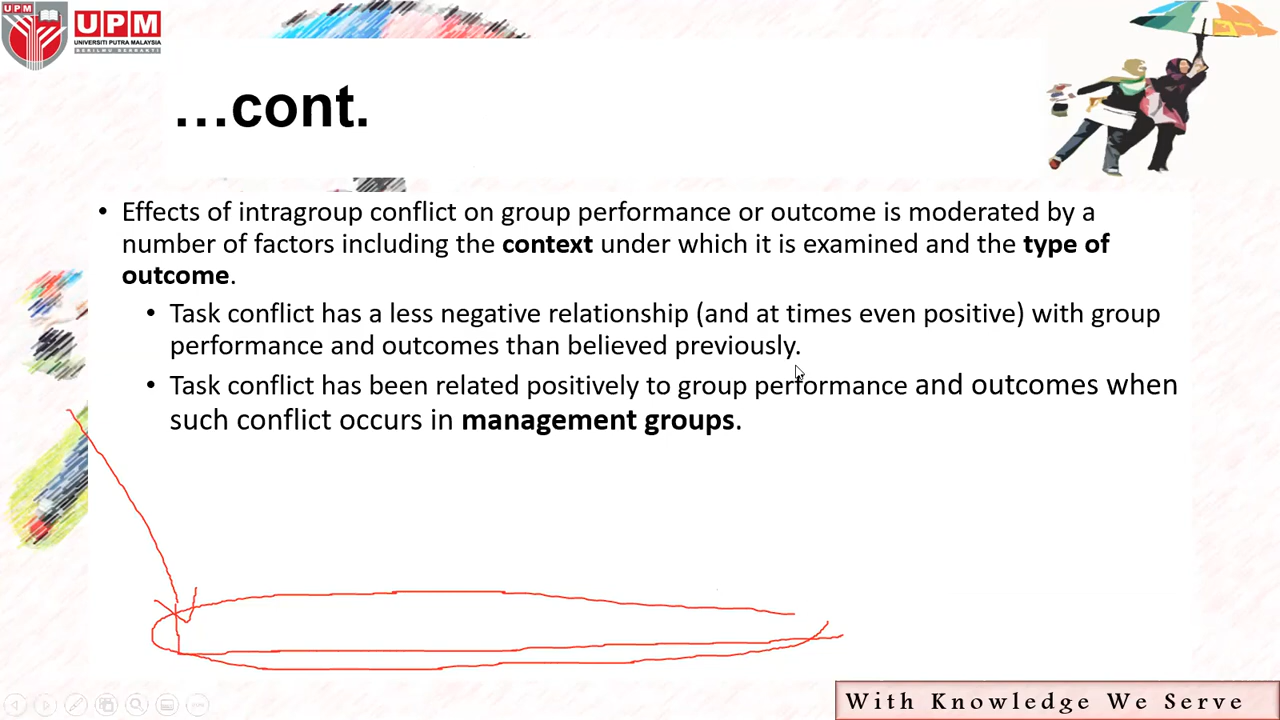 UPM
UPM
UNIVERSITI PUTRA MALAYSIA
BERILMU BERBAKTI
...cont.
• Effects of intragroup conflict on group performance or outcome is moderated by a
number of factors including the context under which it is examined and the type of
outcome.
• Task conflict has a less negative relationship (and at times even positive) with group
performance and outcomes than believed previously.
• Task conflict has been related positively to group performance and outcomes when
such conflict occurs in management groups.
With Knowledge We Serve